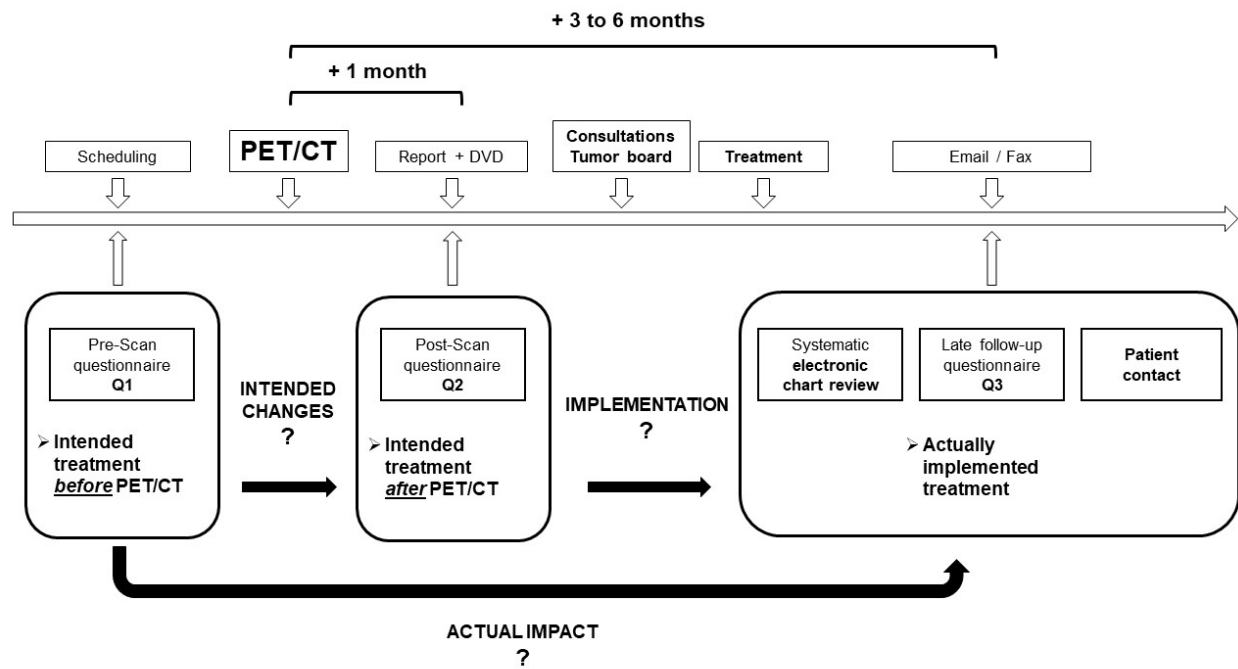 + 3 to 6 months
+ 1 month
Scheduling
PET/CT
Report + DVD
Consultations
Tumor board
Treatment
Email / Fax
Pre-Scan
questionnaire
Q1
➢ Intended
treatment
before PET/CT
INTENDED
CHANGES
?
Post-Scan
questionnaire
Q2
➢ Intended
treatment
after PET/CT
IMPLEMENTATION
?
Systematic
electronic
chart review
Late follow-up
questionnaire
Q3
Patient
contact
➢ Actually
implemented
treatment
ACTUAL IMPACT
?